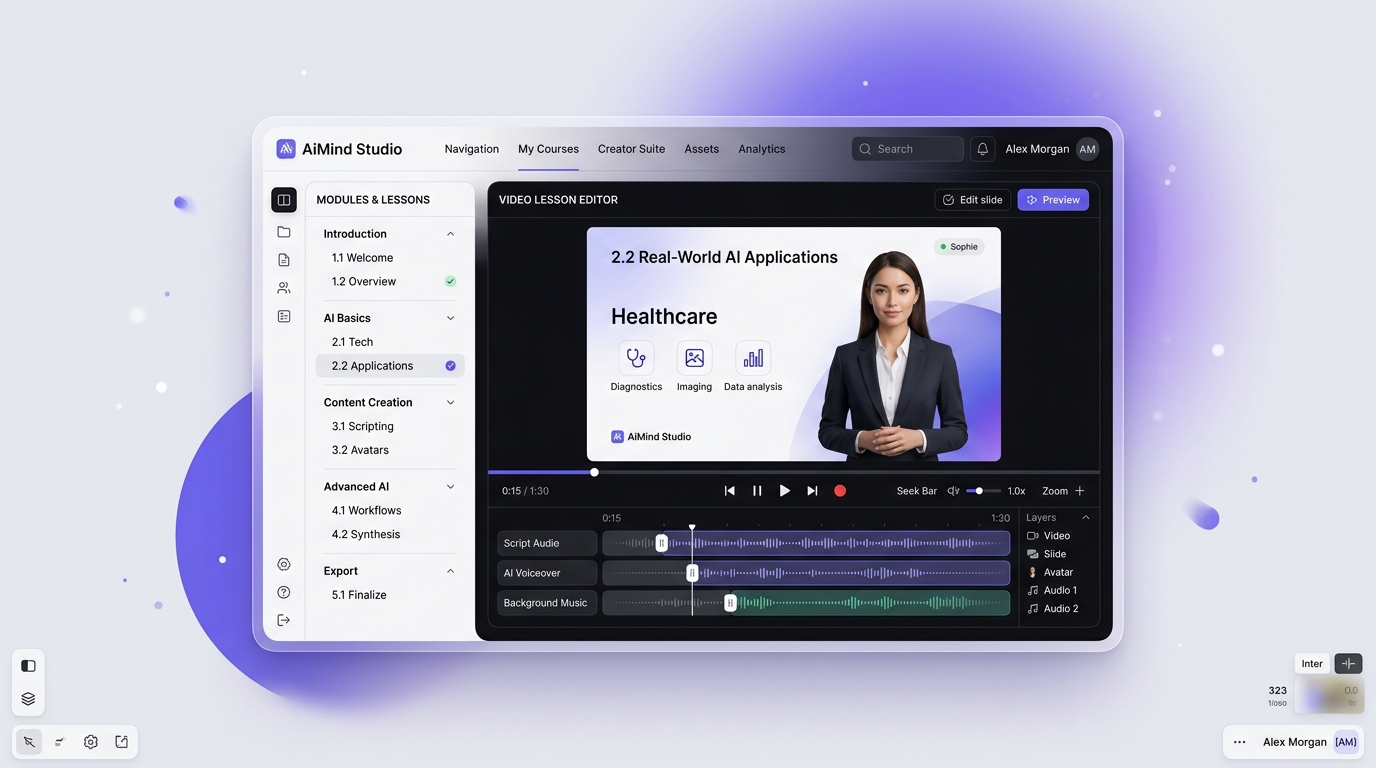 AiMind Studio
Navigation
My Courses
Creator Suite
Assets
Analytics
Search
Alex Morgan
AM
MODULES & LESSONS
Introduction
1.1 Welcome
1.2 Overview
AI Basics
2.1 Tech
2.2 Applications
Content Creation
3.1 Scripting
3.2 Avatars
Advanced AI
4.1 Workflows
4.2 Synthesis
Export
5.1 Finalize
VIDEO LESSON EDITOR
Edit slide
Preview
2.2 Real-World AI Applications
Sophie
Healthcare
Diagnostics
Imaging
Data analysis
AiMind Studio
0:15 / 1:30
Seek Bar
1.0x
Zoom
0:15
1:30
Script Audio
AI Voiceover
Background Music
Layers
Video
Slide
Avatar
Audio 1
Audio 2
Inter
323
1/oso
0.0
Alex Morgan
[AM)